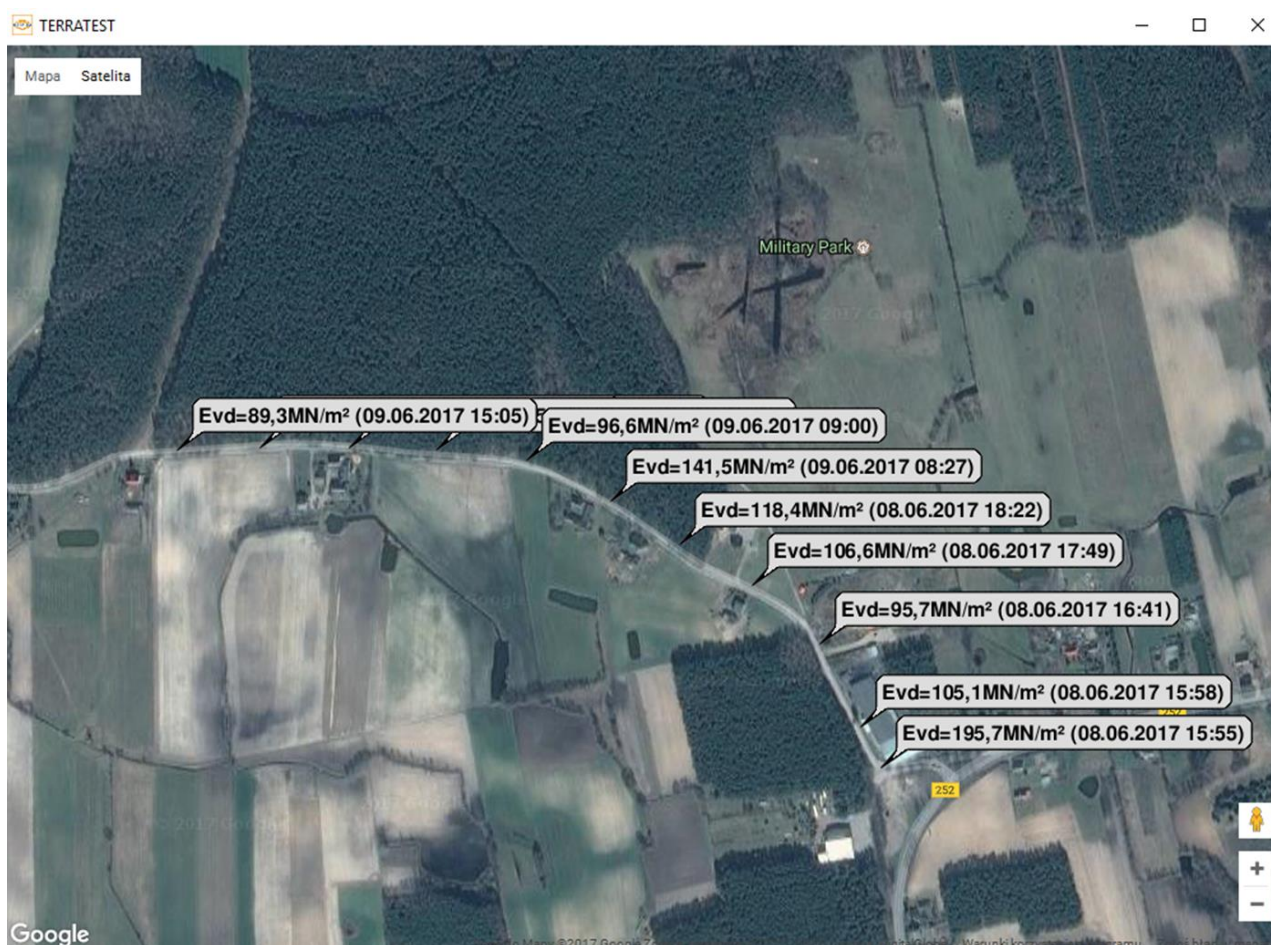 TERRATEST
Mapa Satelita
Military Park
2017 Google
Evd=89,3MN/m² (09.06.2017 15:05)
Evd=96,6MN/m² (09.06.2017 09:00)
Evd=141,5MN/m² (09.06.2017 08:27)
Evd=118,4MN/m² (08.06.2017 18:22)
Evd=106,6MN/m² (08.06.2017 17:49)
Evd=95,7MN/m² (08.06.2017 16:41)
Evd=105,1MN/m² (08.06.2017 15:58)
Evd=195,7MN/m² (08.06.2017 15:55)
252
Google
©2017 Google